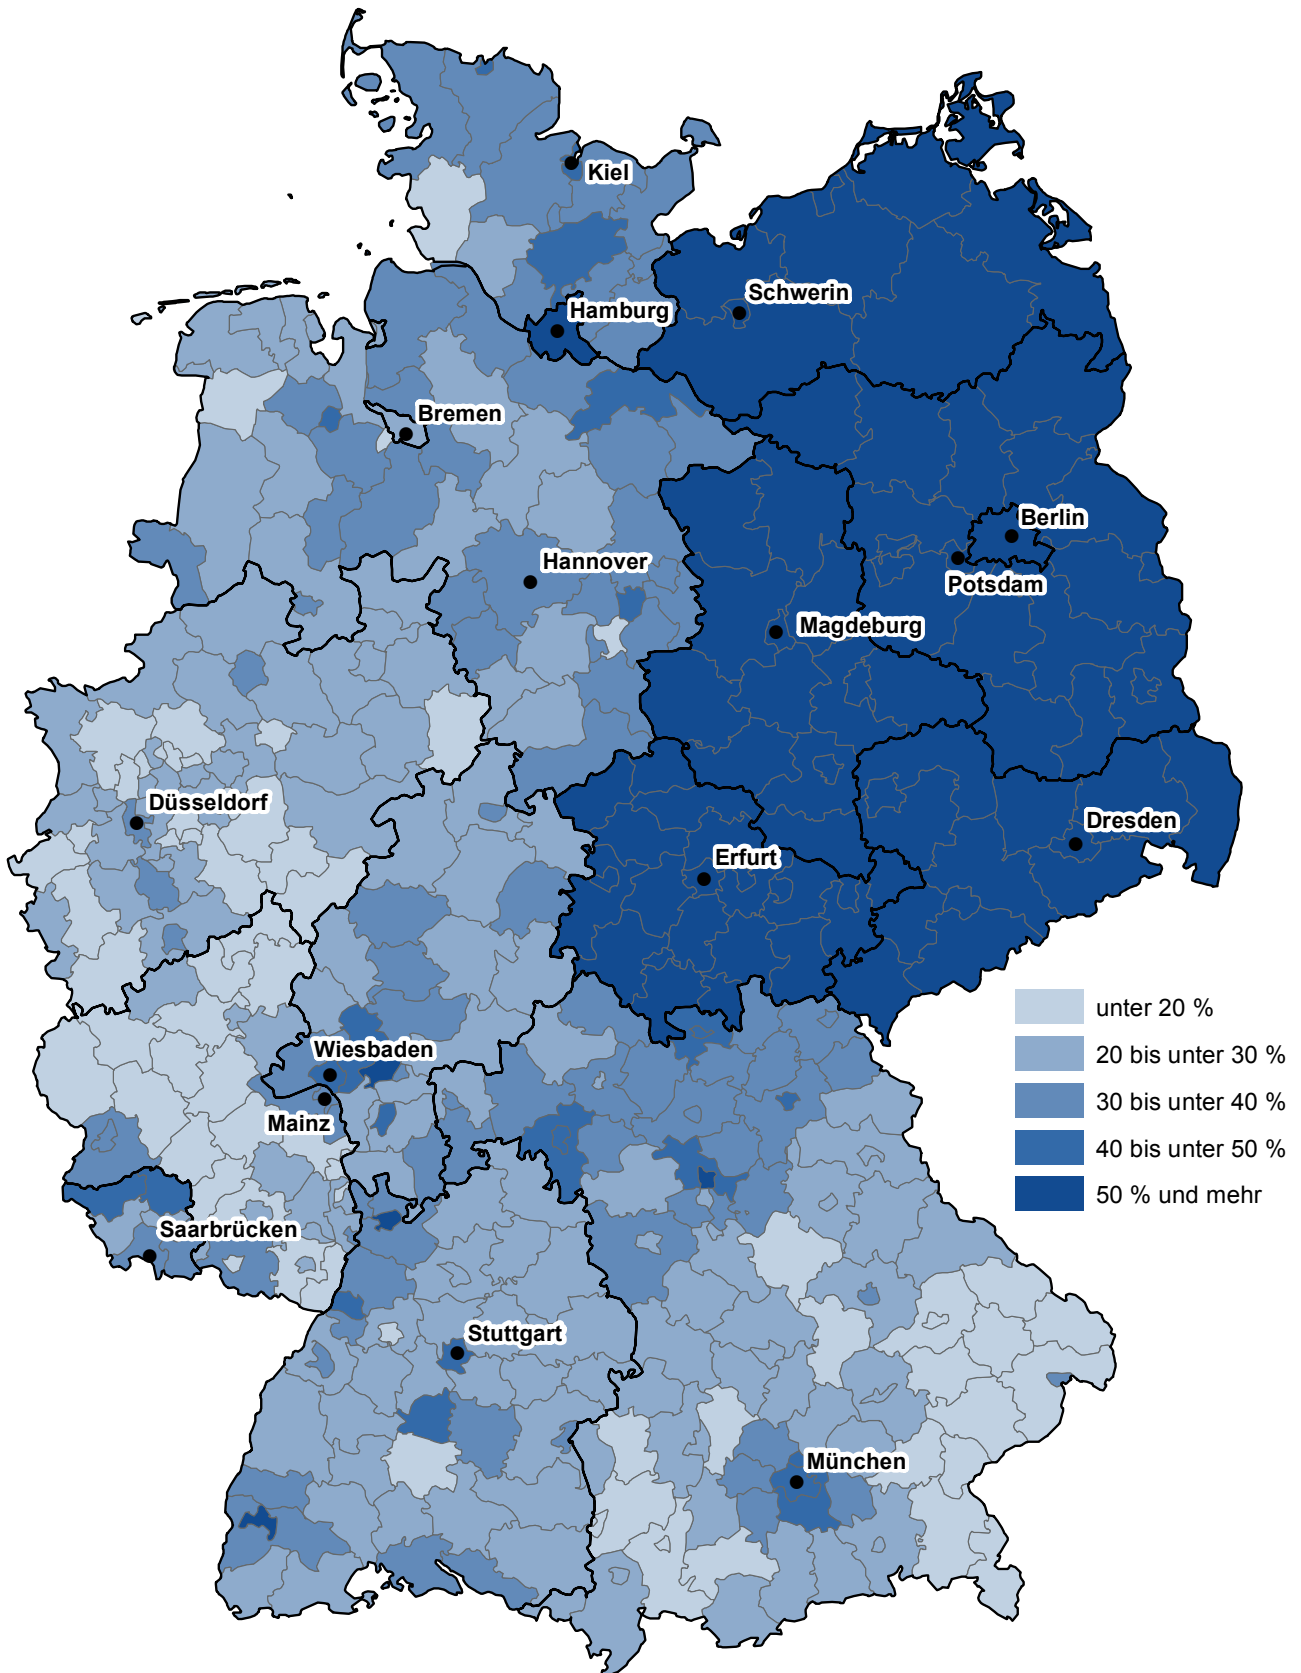 Kiel
Schwerin
Hamburg
Bremen
Berlin
Hannover
Potsdam
Magdeburg
Düsseldorf
Dresden
Erfurt
unter 20 %
20 bis unter 30 %
30 bis unter 40 %
40 bis unter 50 %
50 % und mehr
Wiesbaden
Mainz
Saarbrücken
Stuttgart
München